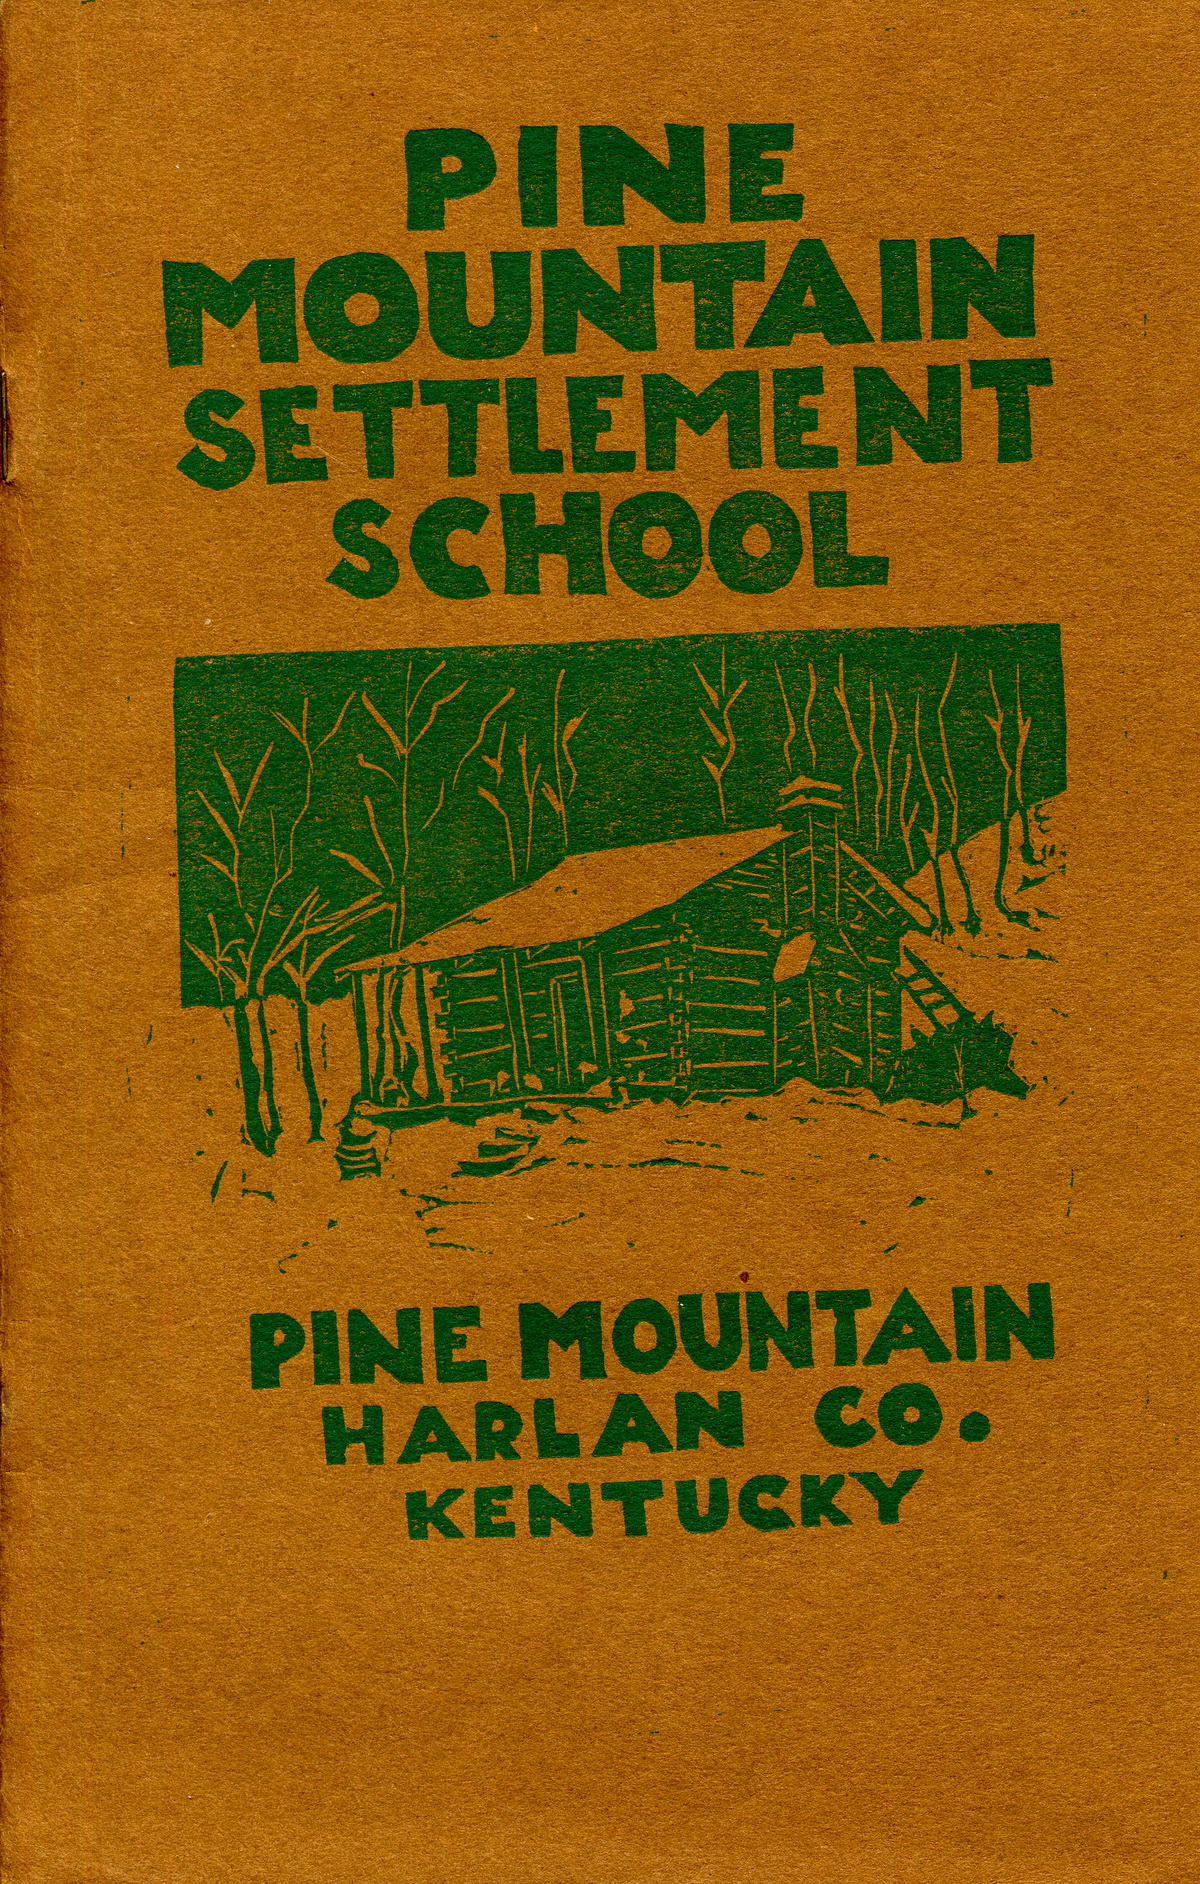 PINE
MOUNTAIN
SETTLEMENT
SCHOOL
PINE MOUNTAIN
HARLAN CO.
KENTUCKY